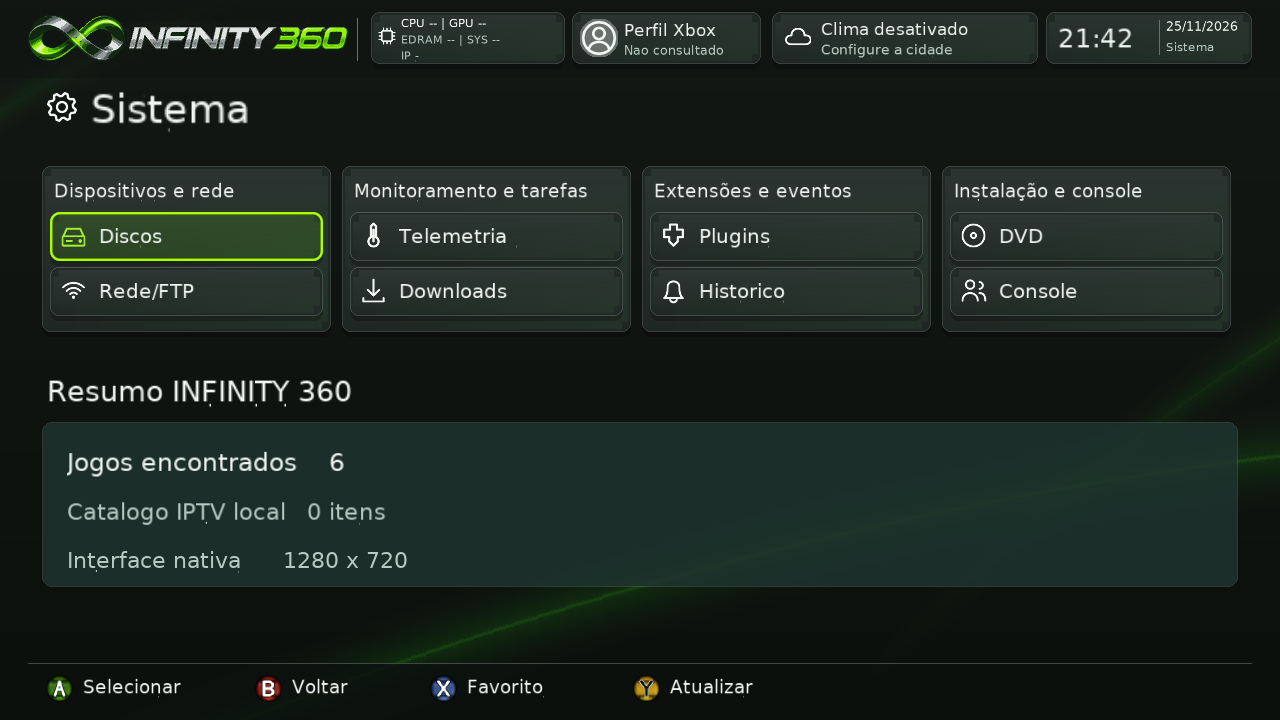 INFINITY 360
CPU -- | GPU --
EDRAM -- | SYS --
IP -
Perfil Xbox
Nao consultado
Clima desativado
Configure a cidade
21:42
25/11/2026
Sistema
Sistema
Dispositivos e rede
Discos
Rede/FTP
Monitoramento e tarefas
Telemetria
Downloads
Extensões e eventos
Plugins
Historico
Instalação e console
DVD
Console
Resumo INFINITY 360
Jogos encontrados 6
Catalogo IPTV local 0 itens
Interface nativa 1280 x 720
A Selecionar
B Voltar
X Favorito
Y Atualizar